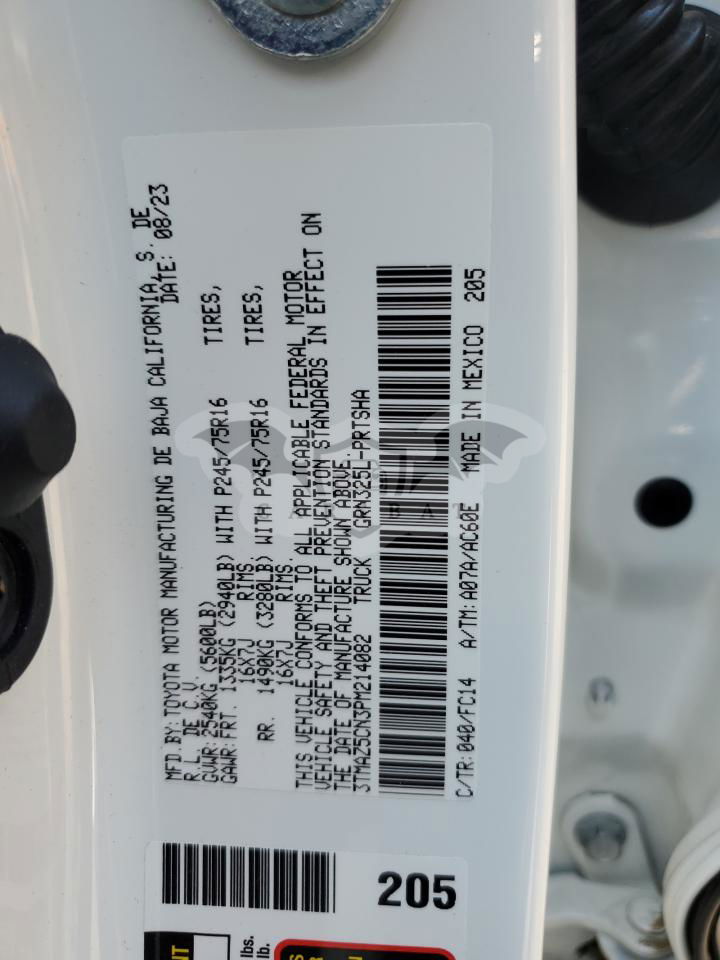 MFD.BY:TOYOTA MOTOR MANUFACTURING DE BAJA CALIFORNIA,S. DE
R.L. DE C.V. DATE: 08/23
GVWR:2540KG (5600LB)
GAWR:FRT. 1335KG (2940LB) WITH P245/75R16 TIRES,
16X7J RIMS.
RR. 1490KG (3280LB) WITH P245/75R16 TIRES,
16X7J RIMS.
THIS VEHICLE CONFORMS TO ALL APPLICABLE FEDERAL MOTOR
VEHICLE SAFETY AND THEFT PREVENTION STANDARDS IN EFFECT ON
THE DATE OF MANUFACTURE SHOWN ABOVE.
3TMAZ5CN3PM214082 TRUCK GRN325L-PRTSHA
C/TR:040/FC14 A/TM:A07A/AC60E MADE IN MEXICO 205
205
lbs.
lb.